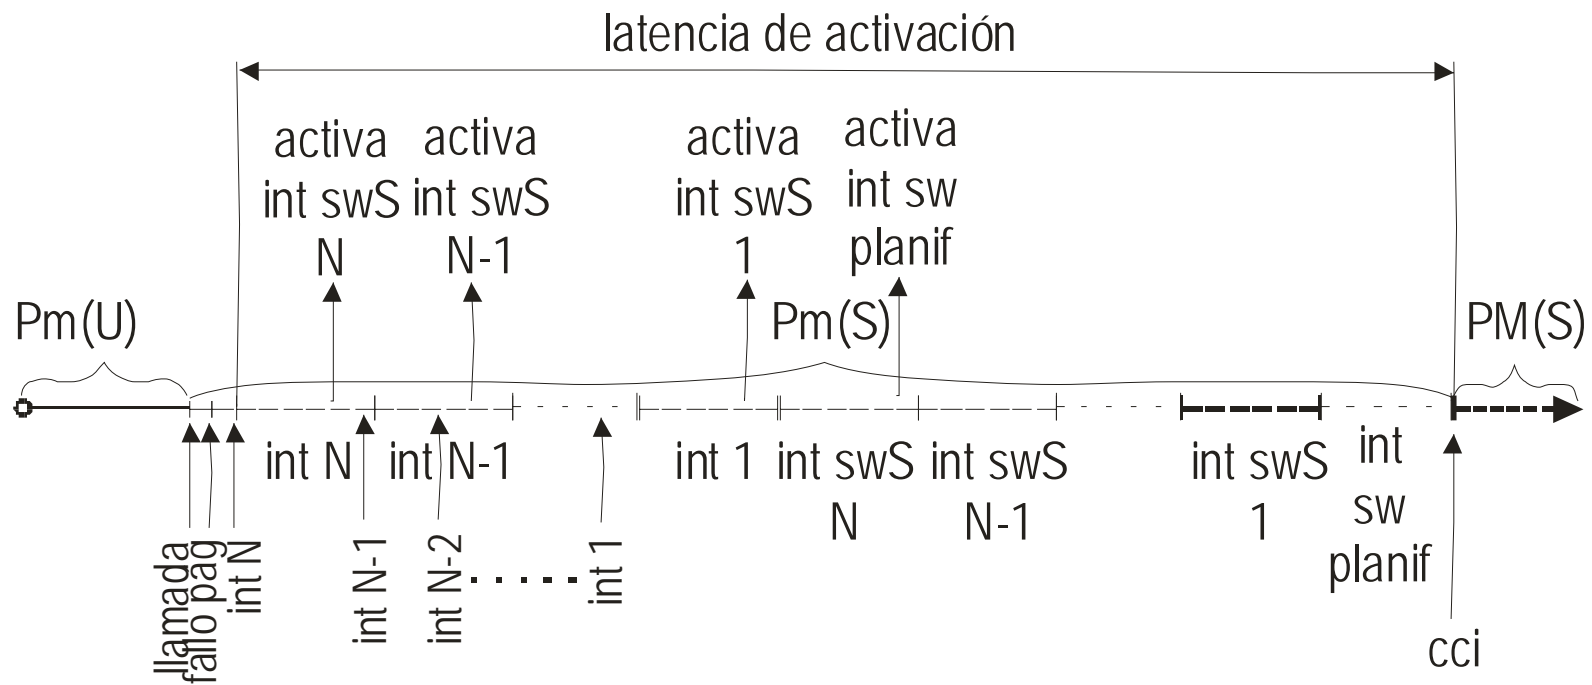 latencia de activación
activa
int swS
N
activa
int swS
N-1
activa
int swS
1
activa
int sw
planif
Pm(U)
Pm(S)
PM(S)
int N
int N-1
int 1
int swS
N
int swS
N-1
int swS
1
int
sw
planif
llamada
fallo pag
int N
int N-1
int N-2
int 1
cci